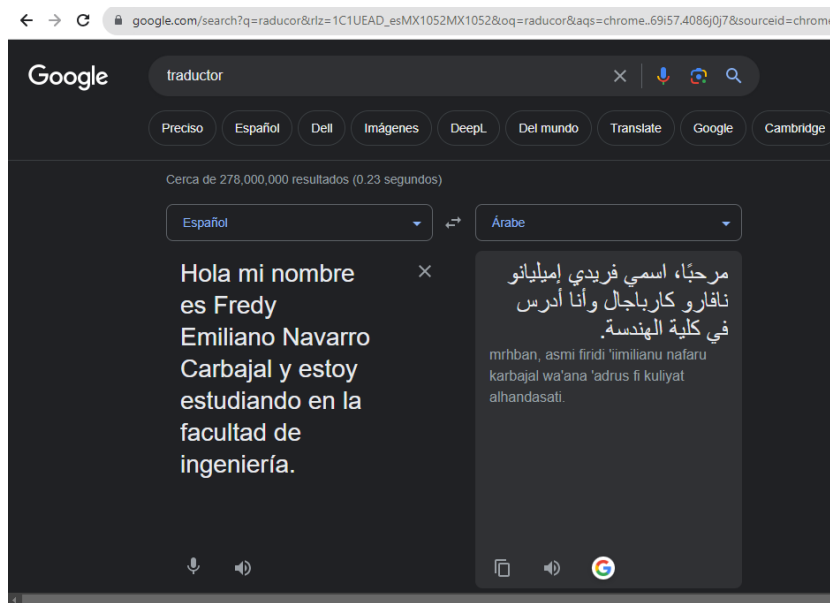 google.com/search?q=raducor&rlz=1C1UEAD_esMX1052MX1052&oq=raducor&aqs=chrome..69i57.4086j0j7&sourceid=chrome
Google
traductor
Preciso Español Dell Imágenes DeepL Del mundo Translate Google Cambridge
Cerca de 278,000,000 resultados (0.23 segundos)
Español
Árabe
Hola mi nombre
es Fredy
Emiliano Navarro
Carbajal y estoy
estudiando en la
facultad de
ingeniería.
مرحبًا، اسمي فريدي إميليانو
نافارو كارباجال وأنا أدرس
في كلية الهندسة.
mrhban, asmi firidi 'iimilianu nafaru
karbajal wa'ana 'adrus fi kuliyat
alhandasati.